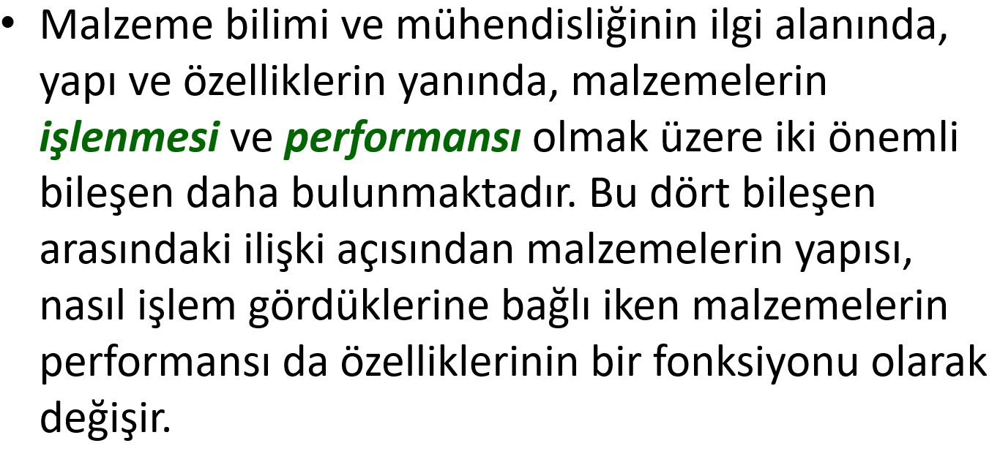 • Malzeme bilimi ve mühendisliğinin ilgi alanında,
yapı ve özelliklerin yanında, malzemelerin
işlenmesi ve performansı olmak üzere iki önemli
bileşen daha bulunmaktadır. Bu dört bileşen
arasındaki ilişki açısından malzemelerin yapısı,
nasıl işlem gördüklerine bağlı iken malzemelerin
performansı da özelliklerinin bir fonksiyonu olarak
değişir.